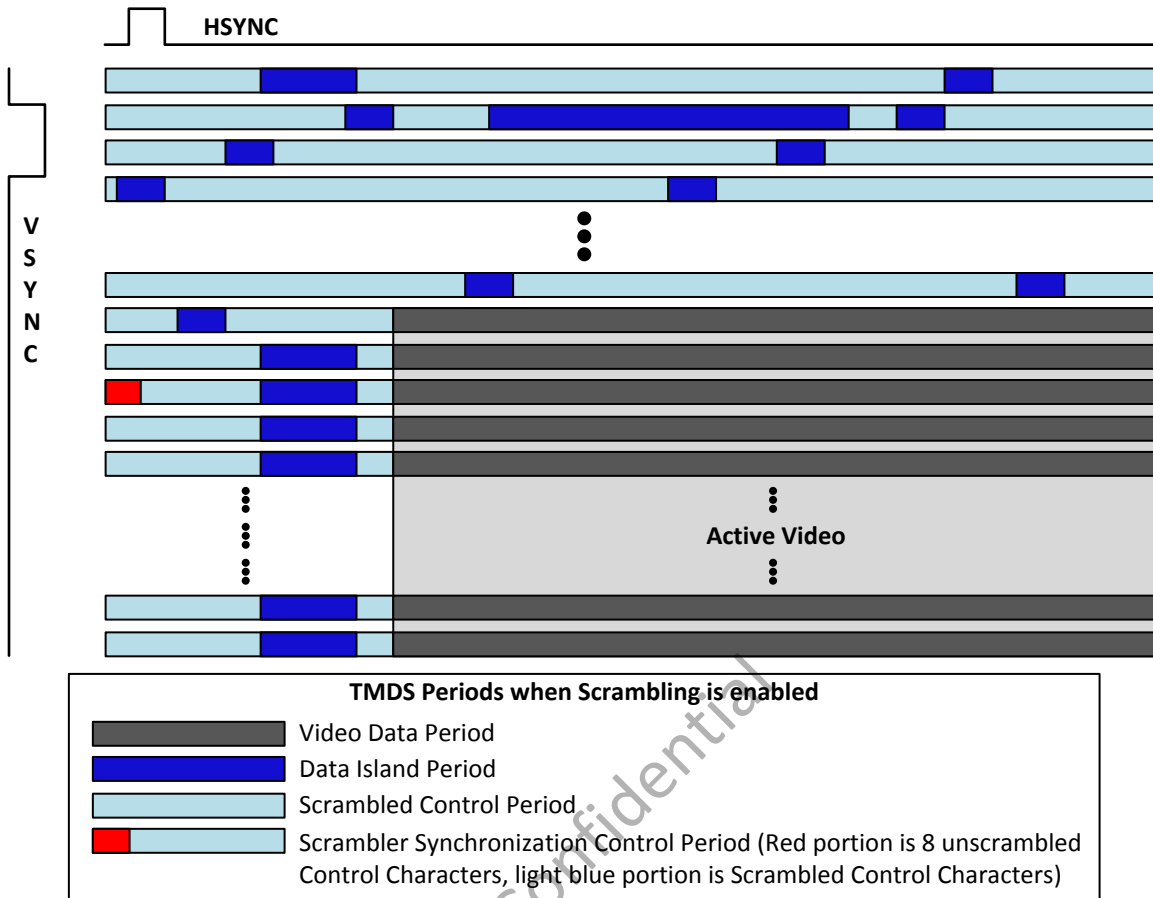 HSYNC
V
S
Y
N
C
Active Video
TMDS Periods when Scrambling is enabled
Video Data Period
Data Island Period
Scrambled Control Period
Scrambler Synchronization Control Period (Red portion is 8 unscrambled
Control Characters, light blue portion is Scrambled Control Characters)
Confidential